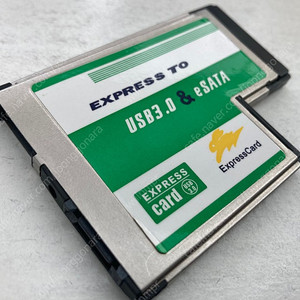 EXPRESS TO
USB3.0 & eSATA
EXPRESS
card
ExpressCard